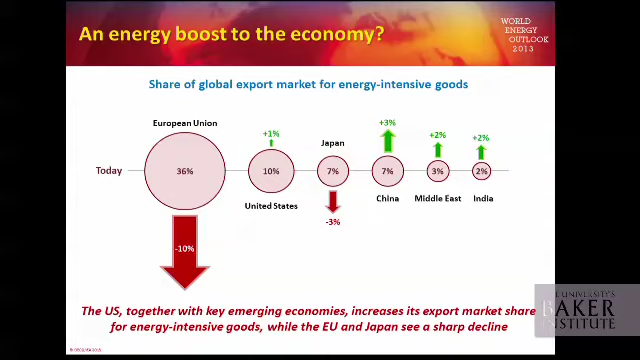 An energy boost to the economy?
WORLD
ENERGY
OUTLOOK
2013
Share of global export market for energy-intensive goods
European Union
+1%
Japan
+3%
+2%
+2%
Today
36%
10%
7%
7%
3%
2%
United States
China
Middle East
India
-3%
-10%
The US, together with key emerging economies, increases its export market share
for energy-intensive goods, while the EU and Japan see a sharp decline
UNIVERSITY'S
BAKER
INSTITUTE